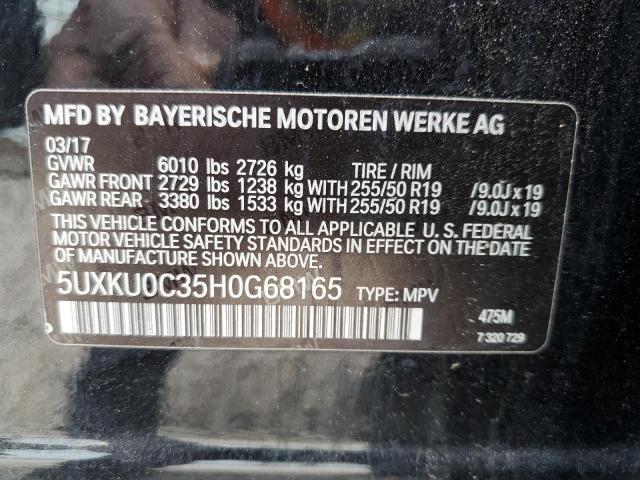 MFD BY BAYERISCHE MOTOREN WERKE AG
03/17
GVWR 6010 lbs 2726 kg TIRE / RIM
GAWR FRONT 2729 lbs 1238 kg WITH 255/50 R19 /9.0J x 19
GAWR REAR 3380 lbs 1533 kg WITH 255/50 R19 /9.0J x 19
THIS VEHICLE CONFORMS TO ALL APPLICABLE U. S. FEDERAL
MOTOR VEHICLE SAFETY STANDARDS IN EFFECT ON THE DATE
OF MANUFACTURE SHOWN ABOVE.
5UXKU0C35H0G68165 TYPE: MPV
475M
7 320 729